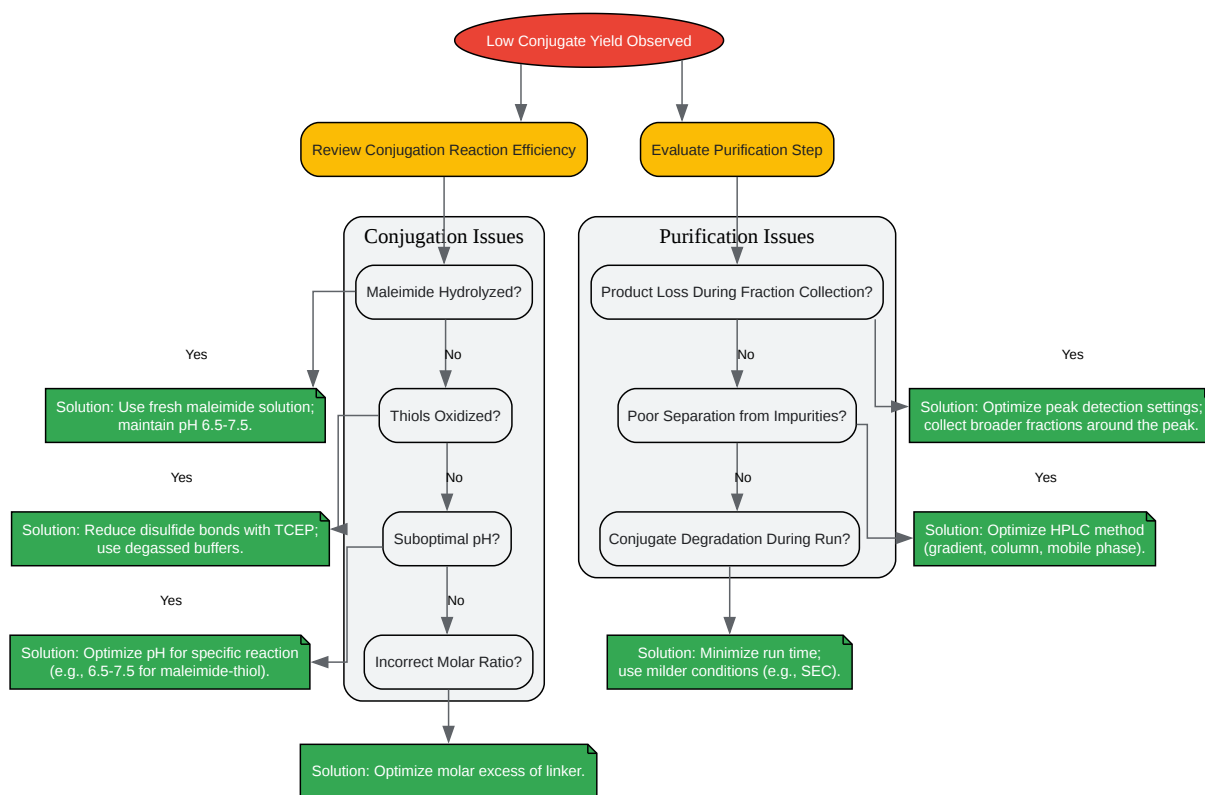 Low Conjugate Yield Observed
Review Conjugation Reaction Efficiency
Evaluate Purification Step
Conjugation Issues
Purification Issues
Maleimide Hydrolyzed?
Product Loss During Fraction Collection?
Yes
No
No
Yes
Solution: Use fresh maleimide solution;
maintain pH 6.5-7.5.
Thiols Oxidized?
Poor Separation from Impurities?
Solution: Optimize peak detection settings;
collect broader fractions around the peak.
Yes
No
No
Yes
Solution: Reduce disulfide bonds with TCEP;
use degassed buffers.
Suboptimal pH?
Conjugate Degradation During Run?
Solution: Optimize HPLC method
(gradient, column, mobile phase).
Yes
No
Solution: Optimize pH for specific reaction
(e.g., 6.5-7.5 for maleimide-thiol).
Incorrect Molar Ratio?
Solution: Minimize run time;
use milder conditions (e.g., SEC).
Solution: Optimize molar excess of linker.